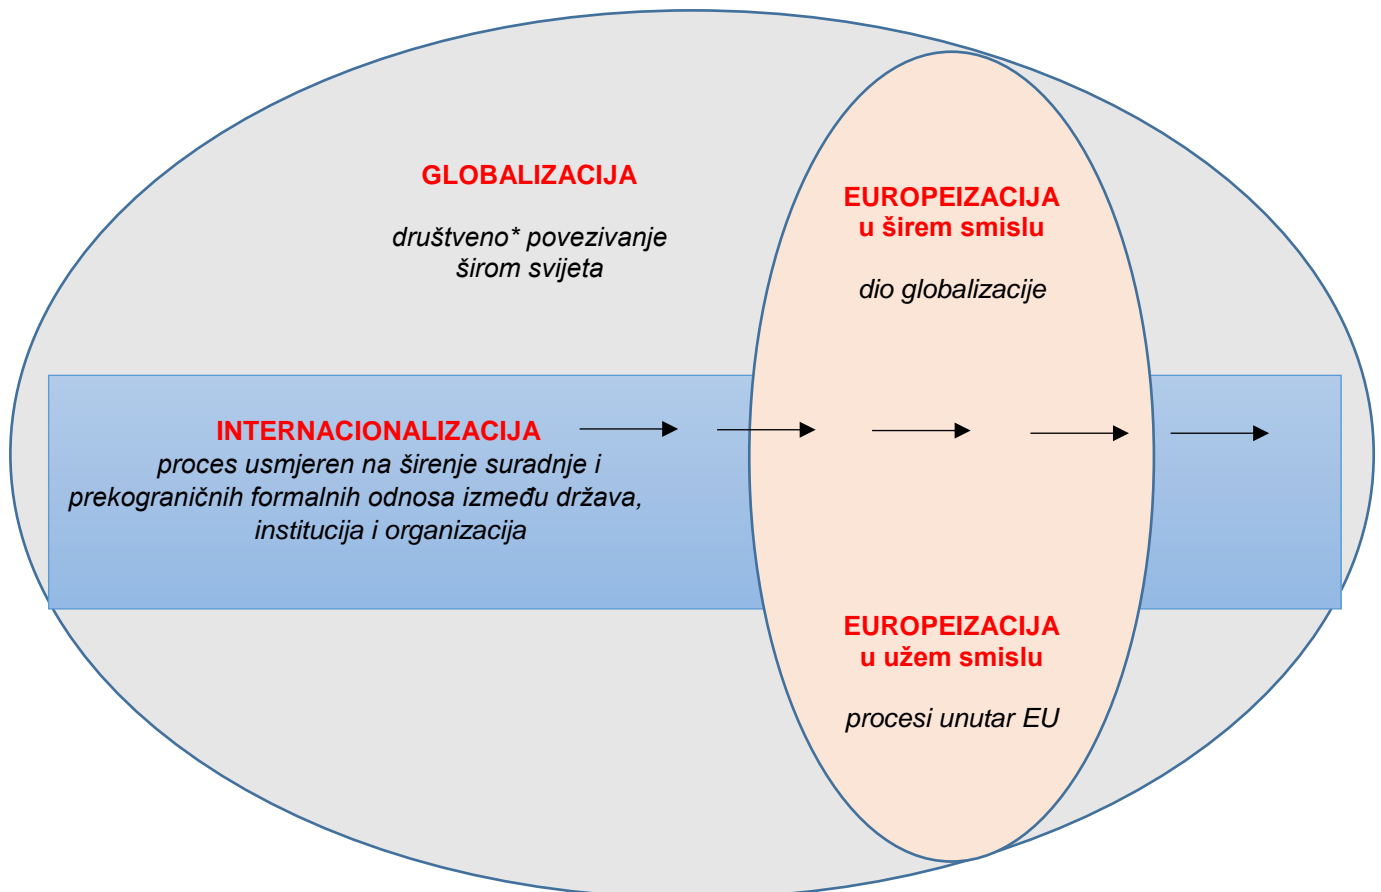 GLOBALIZACIJA
društveno* povezivanje
širom svijeta
EUROPEIZACIJA
u širem smislu
dio globalizacije
INTERNACIONALIZACIJA
proces usmjeren na širenje suradnje i
prekograničnih formalnih odnosa između država,
institucija i organizacija
EUROPEIZACIJA
u užem smislu
procesi unutar EU